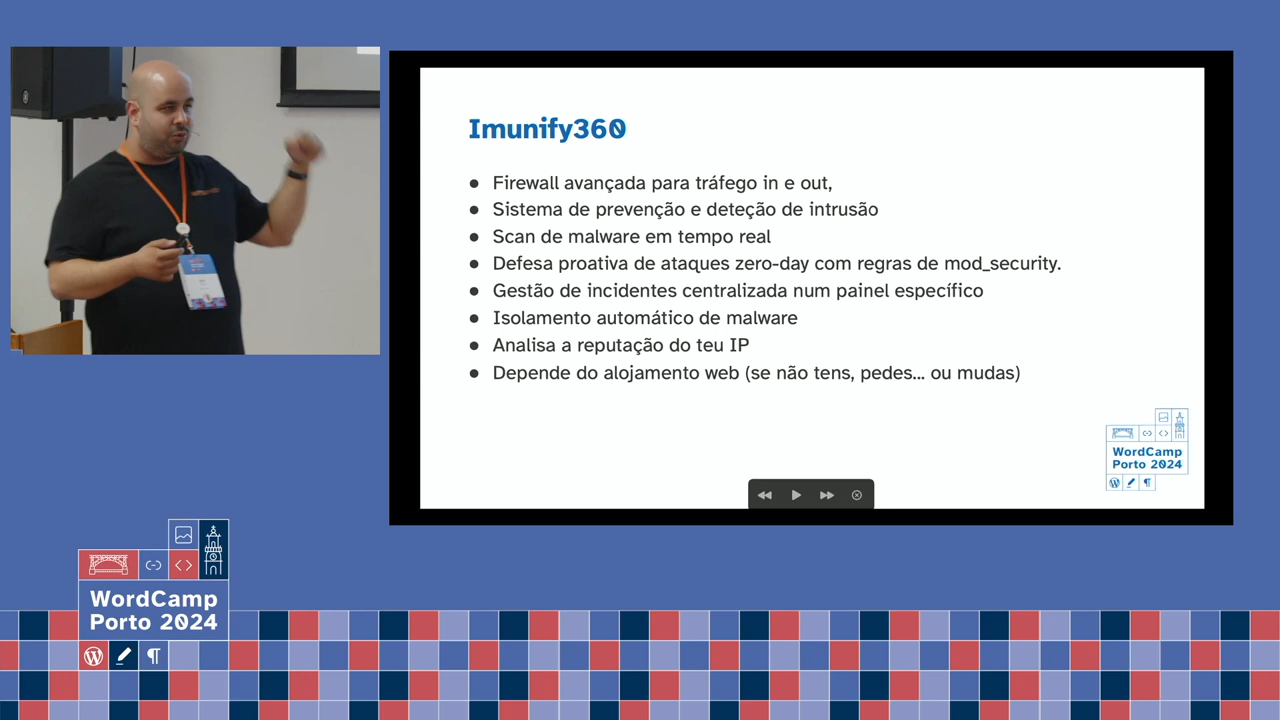 Imunify360
● Firewall avançada para tráfego in e out,
● Sistema de prevenção e deteção de intrusão
● Scan de malware em tempo real
● Defesa proativa de ataques zero-day com regras de mod_security.
● Gestão de incidentes centralizada num painel específico
● Isolamento automático de malware
● Analisa a reputação do teu IP
● Depende do alojamento web (se não tens, pedes... ou mudas)
WordCamp
Porto 2024
WordCamp
Porto 2024